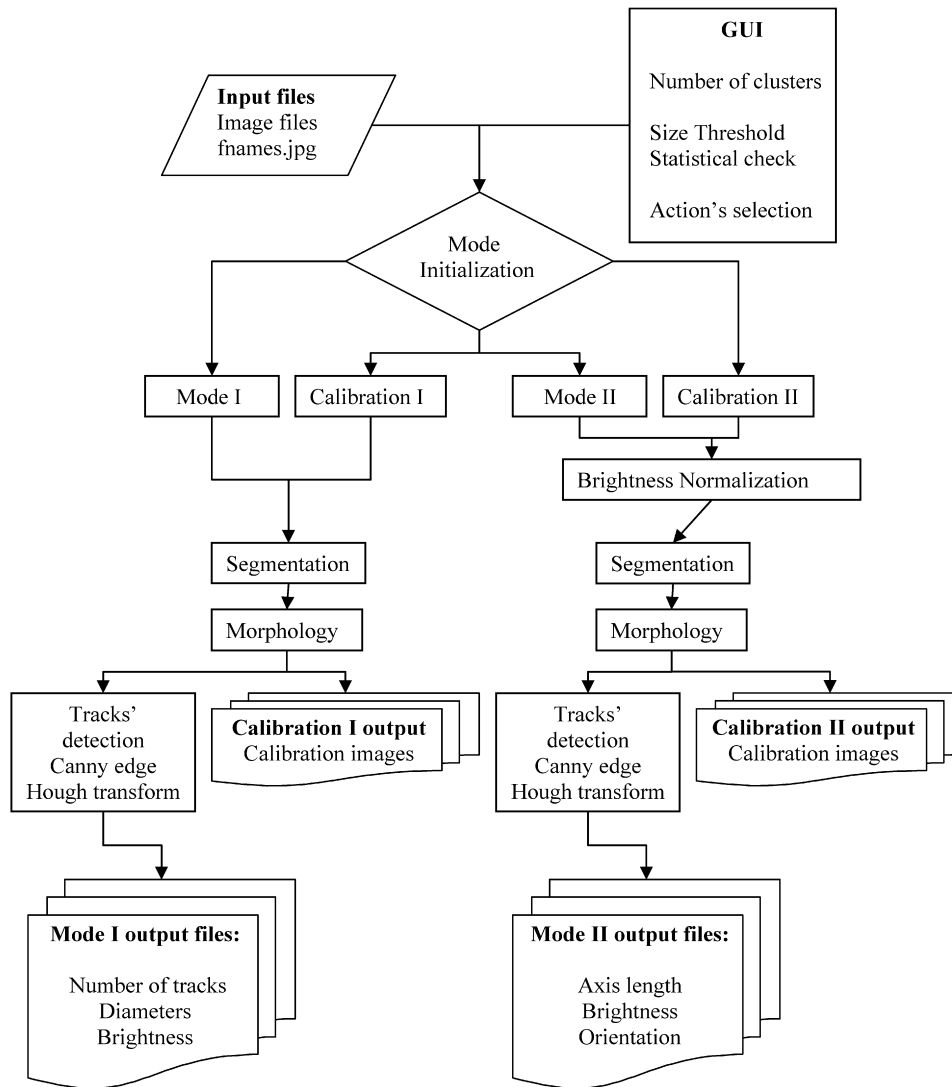 GUI
Number of clusters
Size Threshold
Statistical check
Action's selection
Input files
Image files
fnames.jpg
Mode
Initialization
Mode I
Calibration I
Mode II
Calibration II
Brightness Normalization
Segmentation
Segmentation
Morphology
Morphology
Tracks'
detection
Canny edge
Hough transform
Calibration I output
Calibration images
Tracks'
detection
Canny edge
Hough transform
Calibration II output
Calibration images
Mode I output files:
Number of tracks
Diameters
Brightness
Mode II output files:
Axis length
Brightness
Orientation